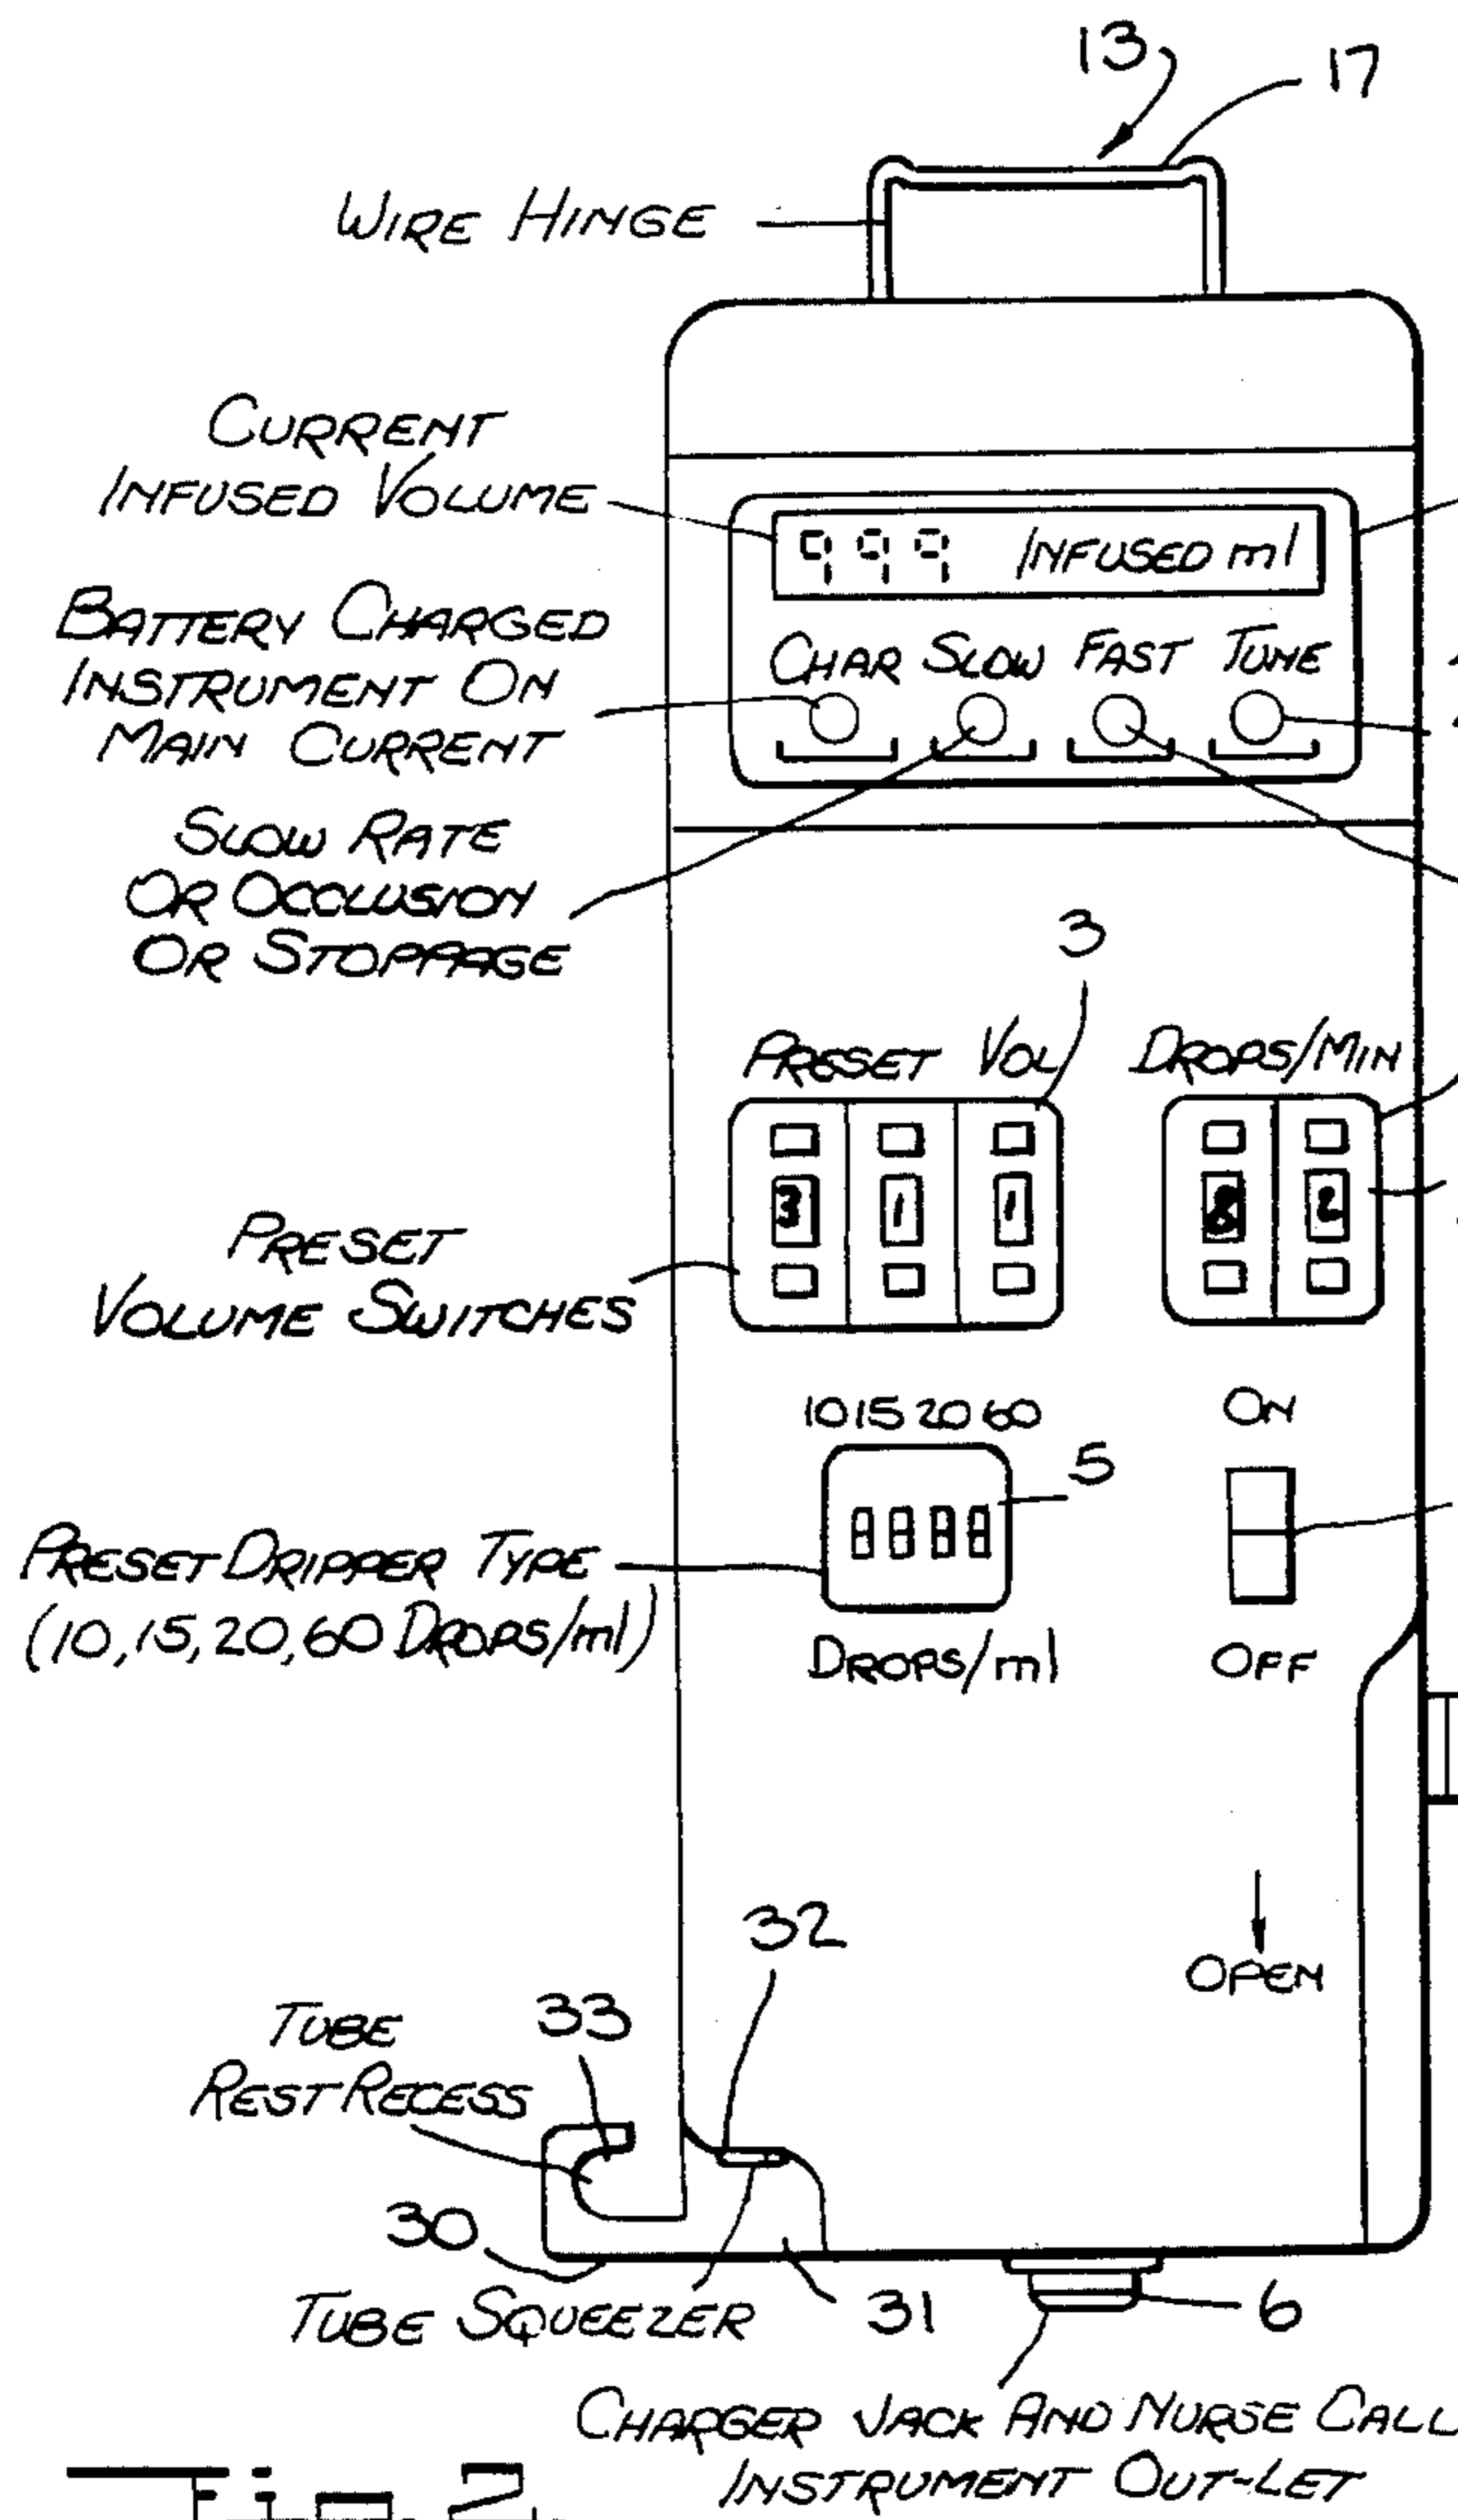 13
17
WIRE HINGE
CURRENT
INFUSED VOLUME
999 INFUSED ml
BATTERY CHARGED
INSTRUMENT ON
MAIN CURRENT
CHAR SLOW FAST TUNE
SLOW RATE
OR OCCLUSION
OR STOPPAGE
3
PRESET VOL DROPS/MIN
3 1 1
PRESET
VOLUME SWITCHES
10 15 20 60
ON
5
PRESET DRIPPER TYPE
(10, 15, 20, 60 DROPS/ml)
DROPS/ml
OFF
32
OPEN
33
TUBE
REST RECESS
30
TUBE SQUEEZER
31
6
CHARGER JACK AND NURSE CALL
INSTRUMENT OUT-LET